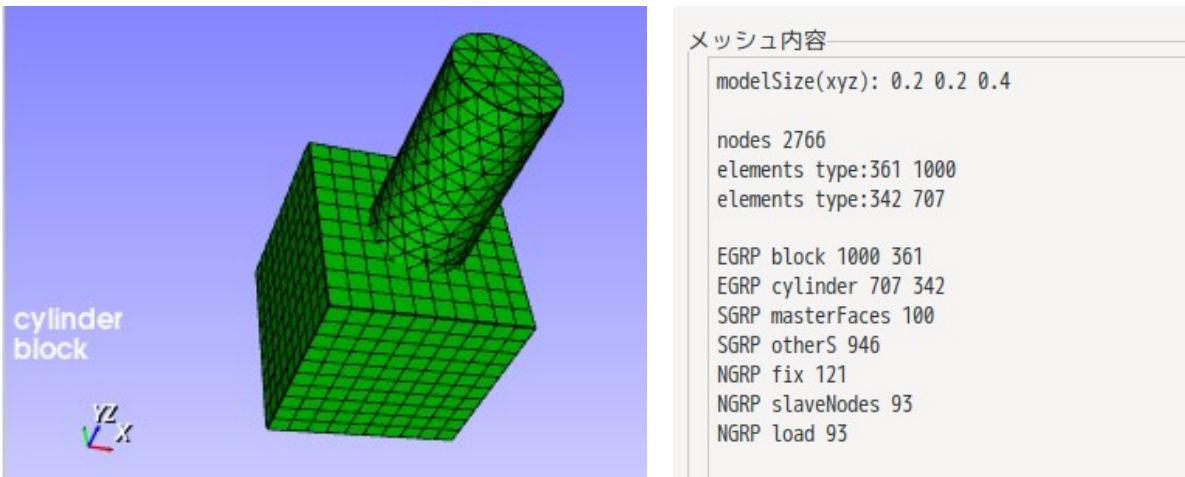 cylinder
block
YZ
X
メッシュ内容
modelSize(xyz): 0.2 0.2 0.4
nodes 2766
elements type:361 1000
elements type:342 707
EGRP block 1000 361
EGRP cylinder 707 342
SGRP masterFaces 100
SGRP otherS 946
NGRP fix 121
NGRP slaveNodes 93
NGRP load 93